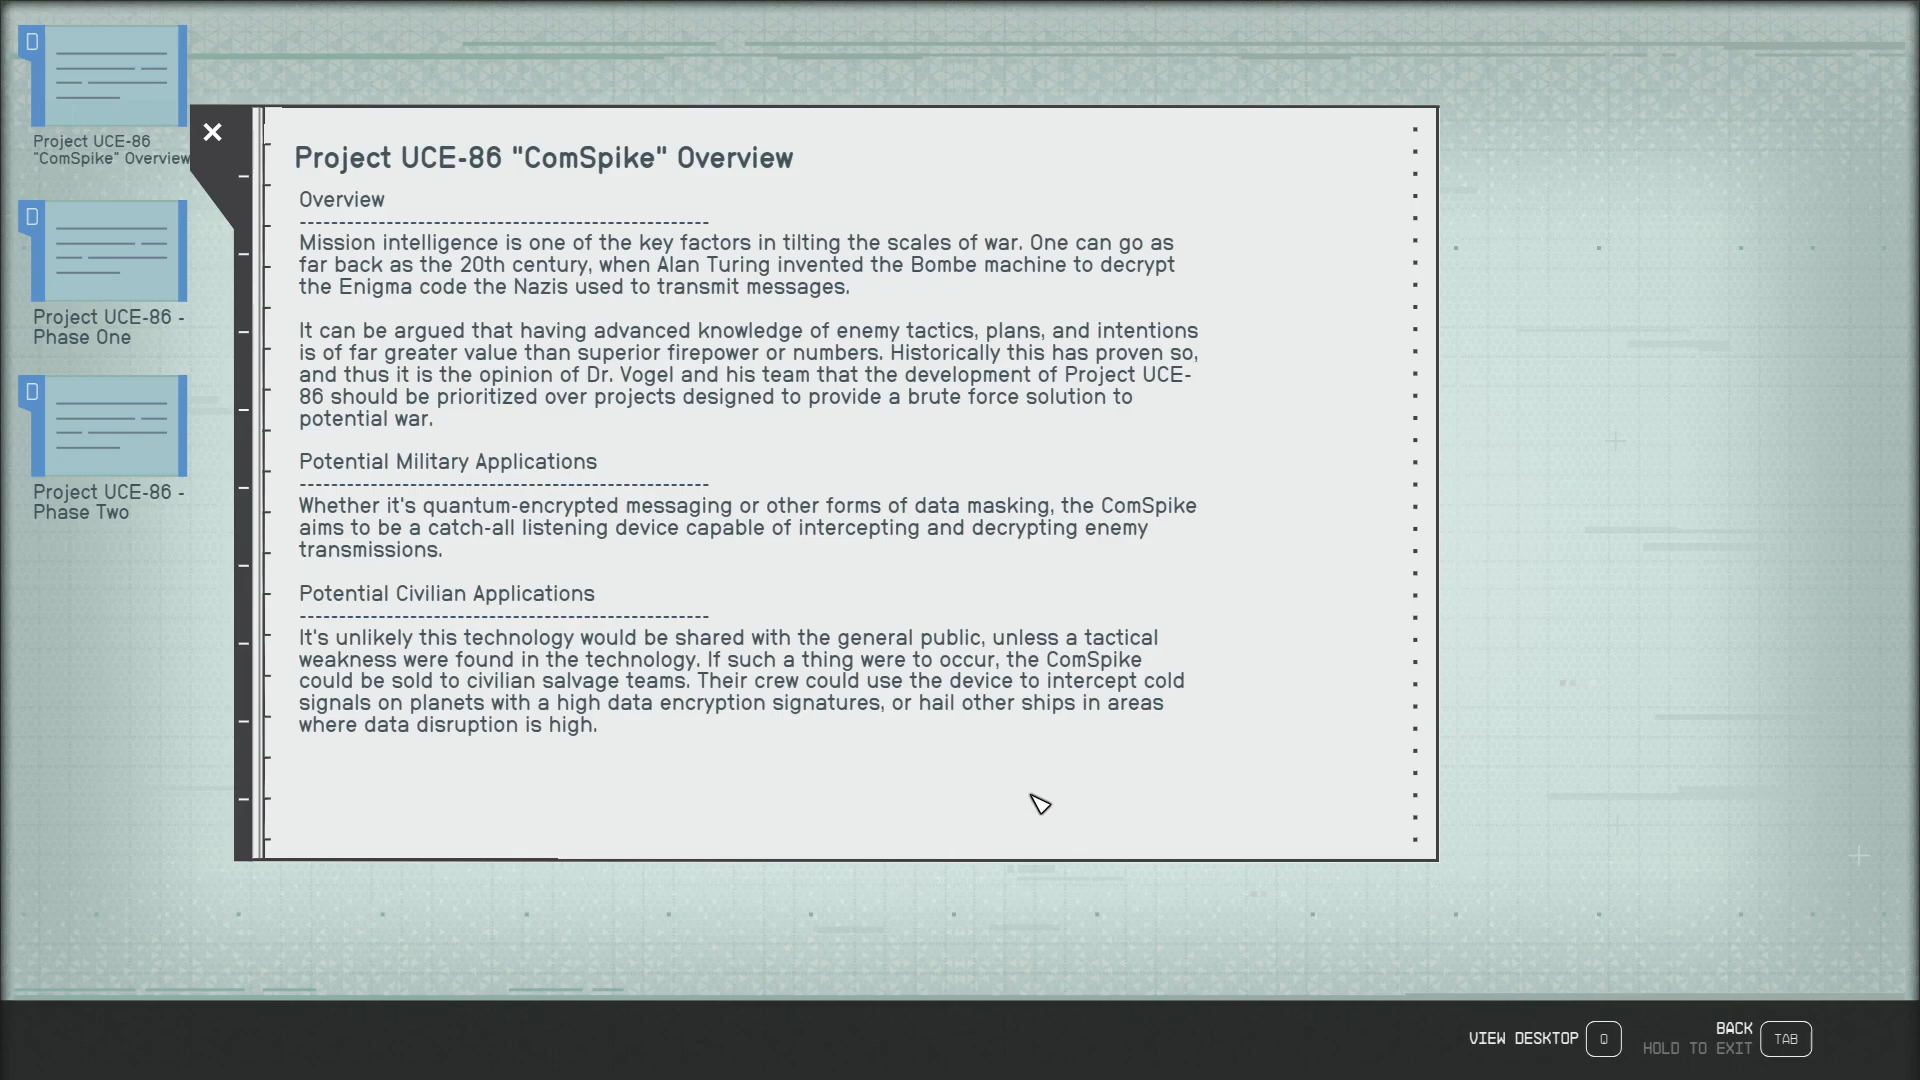 Project UCE-86
"ComSpike" Overview
Project UCE-86 -
Phase One
Project UCE-86 -
Phase Two
Project UCE-86 "ComSpike" Overview
Overview
---------------------------------------------------
Mission intelligence is one of the key factors in tilting the scales of war. One can go as
far back as the 20th century, when Alan Turing invented the Bombe machine to decrypt
the Enigma code the Nazis used to transmit messages.
It can be argued that having advanced knowledge of enemy tactics, plans, and intentions
is of far greater value than superior firepower or numbers. Historically this has proven so,
and thus it is the opinion of Dr. Vogel and his team that the development of Project UCE-
86 should be prioritized over projects designed to provide a brute force solution to
potential war.
Potential Military Applications
---------------------------------------------------
Whether it's quantum-encrypted messaging or other forms of data masking, the ComSpike
aims to be a catch-all listening device capable of intercepting and decrypting enemy
transmissions.
Potential Civilian Applications
---------------------------------------------------
It's unlikely this technology would be shared with the general public, unless a tactical
weakness were found in the technology. If such a thing were to occur, the ComSpike
could be sold to civilian salvage teams. Their crew could use the device to intercept cold
signals on planets with a high data encryption signatures, or hail other ships in areas
where data disruption is high.
VIEW DESKTOP Q
BACK
HOLD TO EXIT TAB